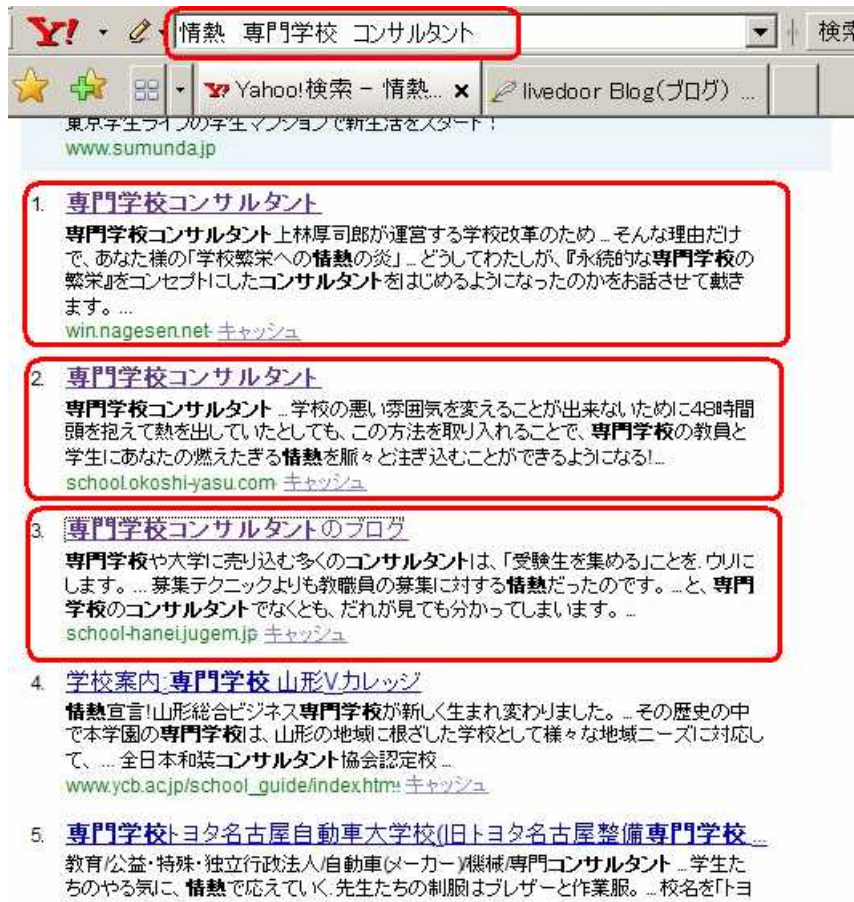 Y! 情熱 専門学校 コンサルタント 検索
Yahoo!検索 - 情熱... livedoor Blog(ブログ) ...
東京学生ライフの学生マンションで新生活をスタート!
www.sumunda.jp
1. 専門学校コンサルタント
専門学校コンサルタント上林厚司郎が運営する学校改革のため ... そんな理由だけ
で、あなた様の「学校繁栄への情熱の炎」... どうしてわたしが、『永続的な専門学校の
繁栄』をコンセプトにしたコンサルタントをはじめるようになったのかをお話させて戴き
ます。...
win.nagesen.net- キャッシュ
2. 専門学校コンサルタント
専門学校コンサルタント ... 学校の悪い雰囲気を変えることが出来ないために48時間
頭を抱えて熱を出していたとしても、この方法を取り入れることで、専門学校の教員と
学生にあなたの燃えたぎる情熱を脈々と注ぎ込むことができるようになる!...
school.okoshi-yasu.com- キャッシュ
3. 専門学校コンサルタントのブログ
専門学校や大学に売り込む多くのコンサルタントは、「受験生を集める」ことを.ウリに
します。... 募集テクニックよりも教職員の募集に対する情熱だったのです。...と、専門
学校のコンサルタントでなくとも、だれが見ても分かってしまいます。...
school-hanei.jugem.jp- キャッシュ
4. 学校案内:専門学校 山形Vカレッジ
情熱宣言!山形総合ビジネス専門学校が新しく生まれ変わりました。...その歴史の中
で本学園の専門学校は、山形の地域に根ざした学校として様々な地域ニーズに対応し
て、... 全日本和装コンサルタント協会認定校 ...
www.ycb.ac.jp/school_guide/index.htm- キャッシュ
5. 専門学校トヨタ名古屋自動車大学校(旧トヨタ名古屋整備専門学校 ...
教育/公益・特殊・独立行政法人/自動車(メーカー)/機械/専門コンサルタント ...学生た
ちのやる気に、情熱で応えていく.先生たちの制服はブレザーと作業服。...校名を「トヨ